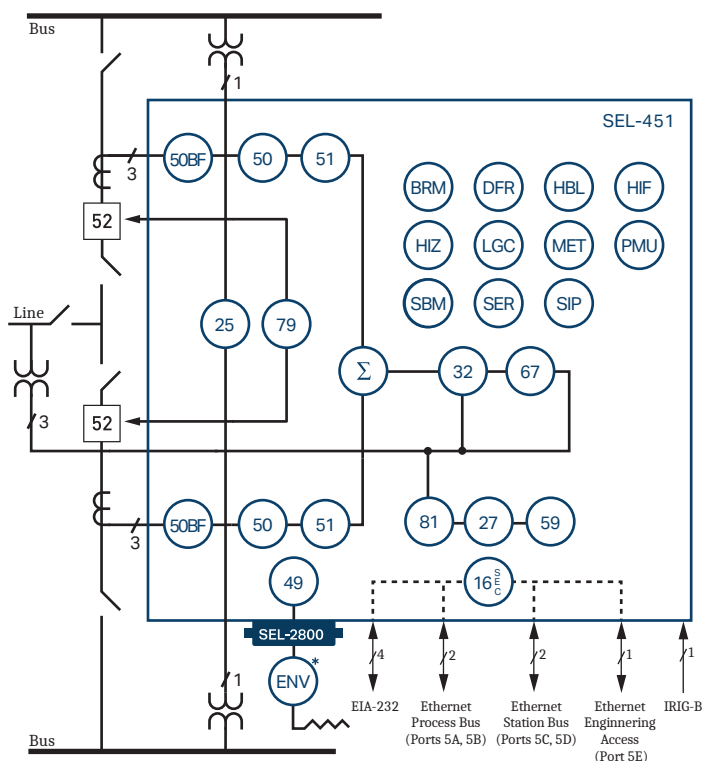 Bus
1
SEL-451
3
50BF
50
51
BRM
DFR
HBL
HIF
52
HIZ
LGC
MET
PMU
SBM
SER
SIP
Line
25
79
Σ
32
67
3
52
3
50BF
50
51
81
27
59
49
16 SEC
SEL-2800
ENV
*
1
4
2
2
1
1
EIA-232
Ethernet
Process Bus
(Ports 5A, 5B)
Ethernet
Station Bus
(Ports 5C, 5D)
Ethernet
Enginnering
Access
(Port 5E)
IRIG-B
Bus